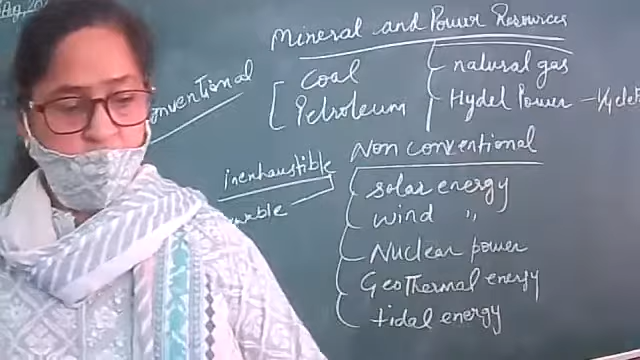 Mineral and Power Resources
Conventional
Coal
Petroleum
natural gas
Hydel Power
Non conventional
inexhaustible
solar energy
wind "
Nuclear power
Geothermal energy
tidal energy